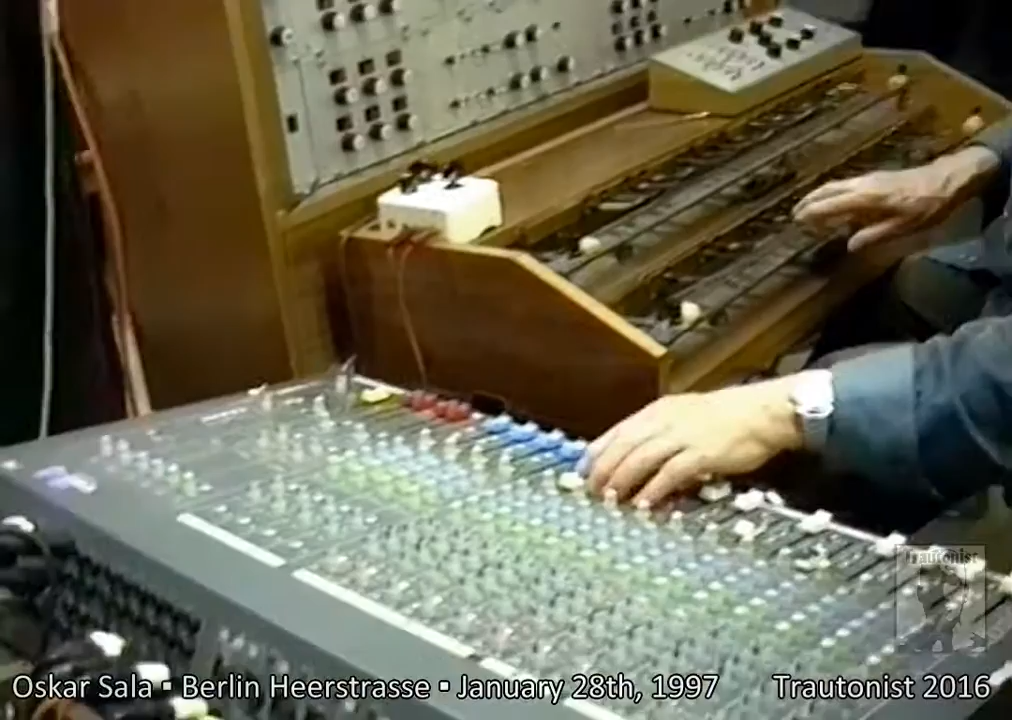 Trautonist
Oskar Sala ▪ Berlin Heerstrasse ▪ January 28th, 1997 Trautonist 2016